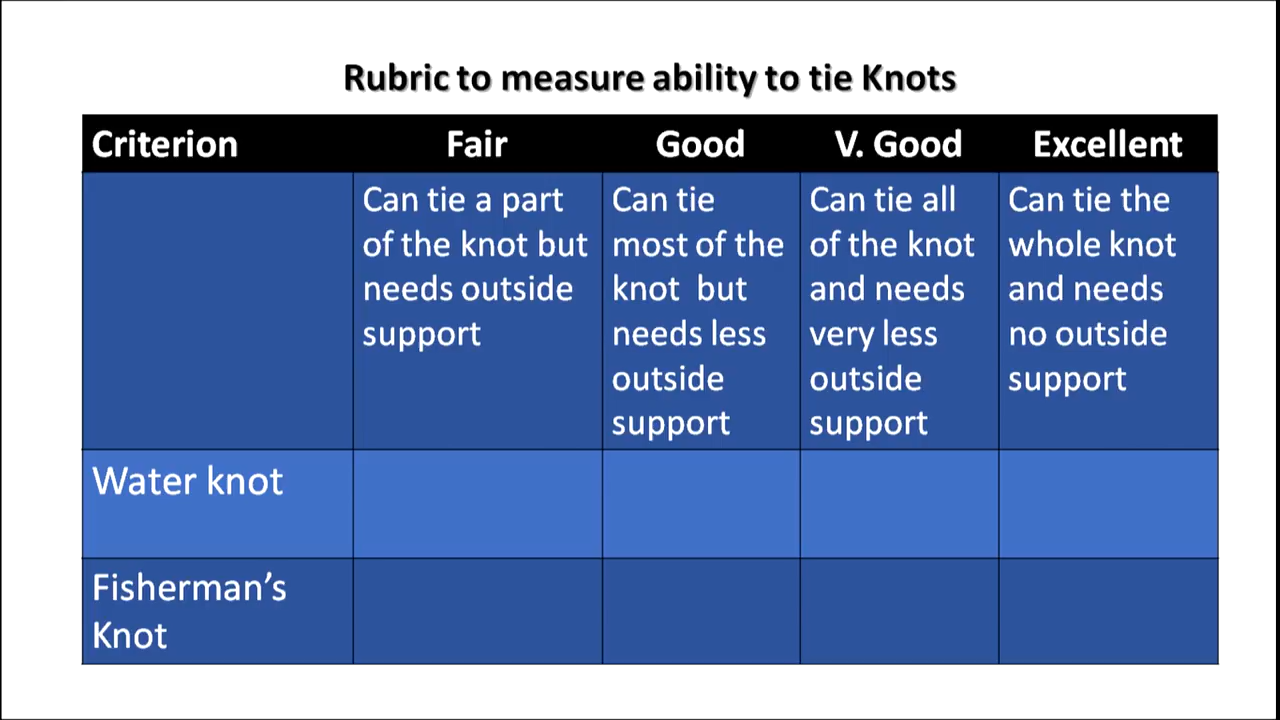 Rubric to measure ability to tie Knots
Criterion Fair Good V. Good Excellent
Can tie a part
of the knot but
needs outside
support
Can tie
most of the
knot but
needs less
outside
support
Can tie all
of the knot
and needs
very less
outside
support
Can tie the
whole knot
and needs
no outside
support
Water knot
Fisherman’s
Knot